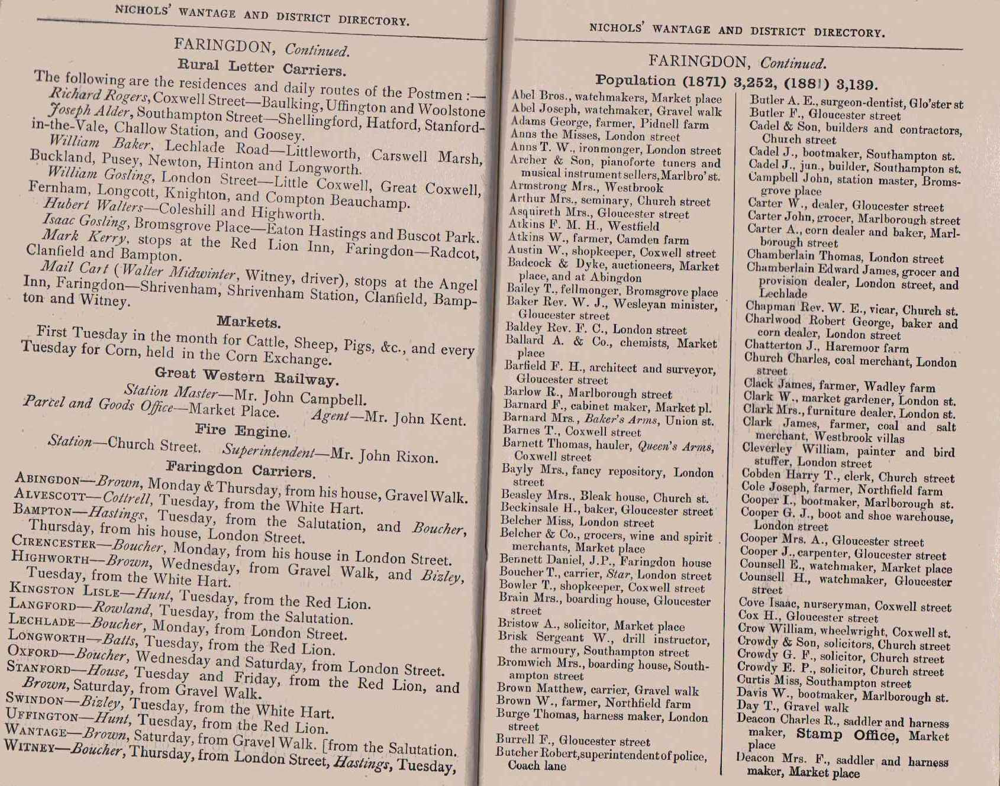 NICHOLS' WANTAGE AND DISTRICT DIRECTORY.
FARINGDON, Continued.
Rural Letter Carriers.
The following are the residences and daily routes of the Postmen :—
Richard Rogers, Coxwell Street—Baulking, Uffington and Woolstone
Joseph Alder, Southampton Street—Shellingford, Hatford, Stanford-
in-the-Vale, Challow Station, and Goosey.
William Baker, Lechlade Road—Littleworth, Carswell Marsh,
Buckland, Pusey, Newton, Hinton and Longworth.
William Gosling, London Street—Little Coxwell, Great Coxwell,
Fernham, Longcott, Knighton, and Compton Beauchamp.
Hubert Walters—Coleshill and Highworth.
Isaac Gosling, Bromsgrove Place—Eaton Hastings and Buscot Park.
Mark Kerry, stops at the Red Lion Inn, Faringdon—Radcot,
Clanfield and Bampton.
Mail Cart (Walter Midwinter, Witney, driver), stops at the Angel
Inn, Faringdon—Shrivenham, Shrivenham Station, Clanfield, Bamp-
ton and Witney.
Markets.
First Tuesday in the month for Cattle, Sheep, Pigs, &c., and every
Tuesday for Corn, held in the Corn Exchange.
Great Western Railway.
Station Master—Mr. John Campbell.
Parcel and Goods Office—Market Place. Agent—Mr. John Kent.
Fire Engine.
Station—Church Street. Superintendent—Mr. John Rixon.
Faringdon Carriers.
ABINGDON—Brown, Monday & Thursday, from his house, Gravel Walk.
ALVESCOTT—Cottrell, Tuesday, from the White Hart.
BAMPTON—Hastings, Tuesday, from the Salutation, and Boucher,
Thursday, from his house, London Street.
CIRENCESTER—Boucher, Monday, from his house in London Street.
HIGHWORTH—Brown, Wednesday, from Gravel Walk, and Bizley,
Tuesday, from the White Hart.
KINGSTON LISLE—Hunt, Tuesday, from the Red Lion.
LANGFORD—Rowland, Tuesday, from the Salutation.
LECHLADE—Boucher, Monday, from London Street.
LONGWORTH—Batts, Tuesday, from the Red Lion.
OXFORD—Boucher, Wednesday and Saturday, from London Street.
STANFORD—House, Tuesday and Friday, from the Red Lion, and
Brown, Saturday, from Gravel Walk.
SWINDON—Bizley, Tuesday, from the White Hart.
UFFINGTON—Hunt, Tuesday, from the Red Lion.
WANTAGE—Brown, Saturday, from Gravel Walk. [from the Salutation.
WITNEY—Boucher, Thursday, from London Street, Hastings, Tuesday,
NICHOLS' WANTAGE AND DISTRICT DIRECTORY.
FARINGDON, Continued.
Population (1871) 3,252, (1881) 3,139.
Abel Bros., watchmakers, Market place
Abel Joseph, watchmaker, Gravel walk
Adams George, farmer, Pidnell farm
Anns the Misses, London street
Anns T. W., ironmonger, London street
Archer & Son, pianoforte tuners and
musical instrument sellers, Marlbro' st.
Armstrong Mrs., Westbrook
Arthur Mrs., seminary, Church street
Asquireth Mrs., Gloucester street
Atkins F. M. H., Westfield
Atkins W., farmer, Camden farm
Austin W., shopkeeper, Coxwell street
Badcock & Dyke, auctioneers, Market
place, and at Abingdon
Bailey T., fellmonger, Bromsgrove place
Baker Rev. W. J., Wesleyan minister,
Gloucester street
Baldey Rev. F. C., London street
Ballard A. & Co., chemists, Market
place
Barfield F. H., architect and surveyor,
Gloucester street
Barlow R., Marlborough street
Barnard F., cabinet maker, Market pl.
Barnard Mrs., Baker's Arms, Union st.
Barnes T., Coxwell street
Barnett Thomas, hauler, Queen's Arms,
Coxwell street
Bayly Mrs., fancy repository, London
street
Beasley Mrs., Bleak house, Church st.
Beckinsale H., baker, Gloucester street
Belcher Miss, London street
Belcher & Co., grocers, wine and spirit
merchants, Market place
Bennett Daniel, J.P., Faringdon house
Boucher T., carrier, Star, London street
Bowler T., shopkeeper, Coxwell street
Brain Mrs., boarding house, Gloucester
street
Bristow A., solicitor, Market place
Brisk Sergeant W., drill instructor,
the armoury, Southampton street
Bromwich Mrs., boarding house, South-
ampton street
Brown Matthew, carrier, Gravel walk
Brown W., farmer, Northfield farm
Burge Thomas, harness maker, London
street
Burrell F., Gloucester street
Butcher Robert, superintendent of police,
Coach lane
Butler A. E., surgeon-dentist, Glo'ster st
Butler F., Gloucester street
Cadel & Son, builders and contractors,
Church street
Cadel J., bootmaker, Southampton st.
Cadel J., jun., builder, Southampton st.
Campbell John, station master, Broms-
grove place
Carter W., dealer, Gloucester street
Carter John, grocer, Marlborough street
Carter A., corn dealer and baker, Marl-
borough street
Chamberlain Thomas, London street
Chamberlain Edward James, grocer and
provision dealer, London street, and
Lechlade
Chapman Rev. W. E., vicar, Church st.
Charlwood Robert George, baker and
corn dealer, London street
Chatterton J., Haremoor farm
Church Charles, coal merchant, London
street
Clack James, farmer, Wadley farm
Clark W., market gardener, London st.
Clark Mrs., furniture dealer, London st.
Clark James, farmer, coal and salt
merchant, Westbrook villas
Cleverley William, painter and bird
stuffer, London street
Cobden Harry T., clerk, Church street
Cole Joseph, farmer, Northfield farm
Cooper I., bootmaker, Marlborough st.
Cooper G. J., boot and shoe warehouse,
London street
Cooper Mrs. A., Gloucester street
Cooper J., carpenter, Gloucester street
Counsell E., watchmaker, Market place
Counsell H., watchmaker, Gloucester
street
Cove Isaac, nurseryman, Coxwell street
Cox H., Gloucester street
Crow William, wheelwright, Coxwell st.
Crowdy & Son, solicitors, Church street
Crowdy G. F., solicitor, Church street
Crowdy E. P., solicitor, Church street
Curtis Miss, Southampton street
Davis W., bootmaker, Marlborough st.
Day T., Gravel walk
Deacon Charles R., saddler and harness
maker, Stamp Office, Market
place
Deacon Mrs. F., saddler and harness
maker, Market place